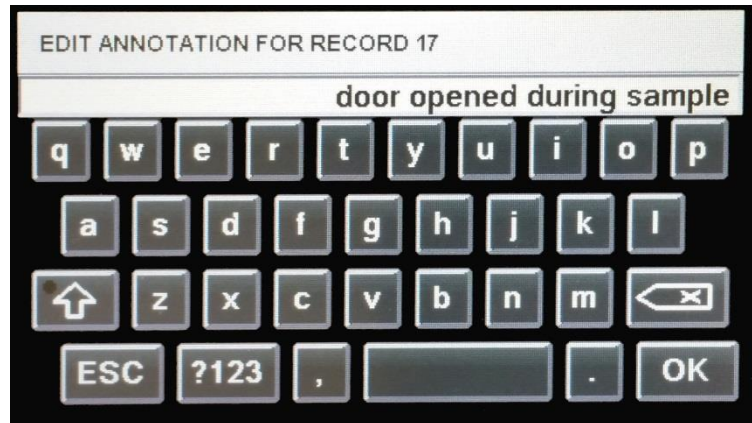 EDIT ANNOTATION FOR RECORD 17
door opened during sample
q w e r t y u i o p
a s d f g h j k l
z x c v b n m
ESC ?123 , . OK